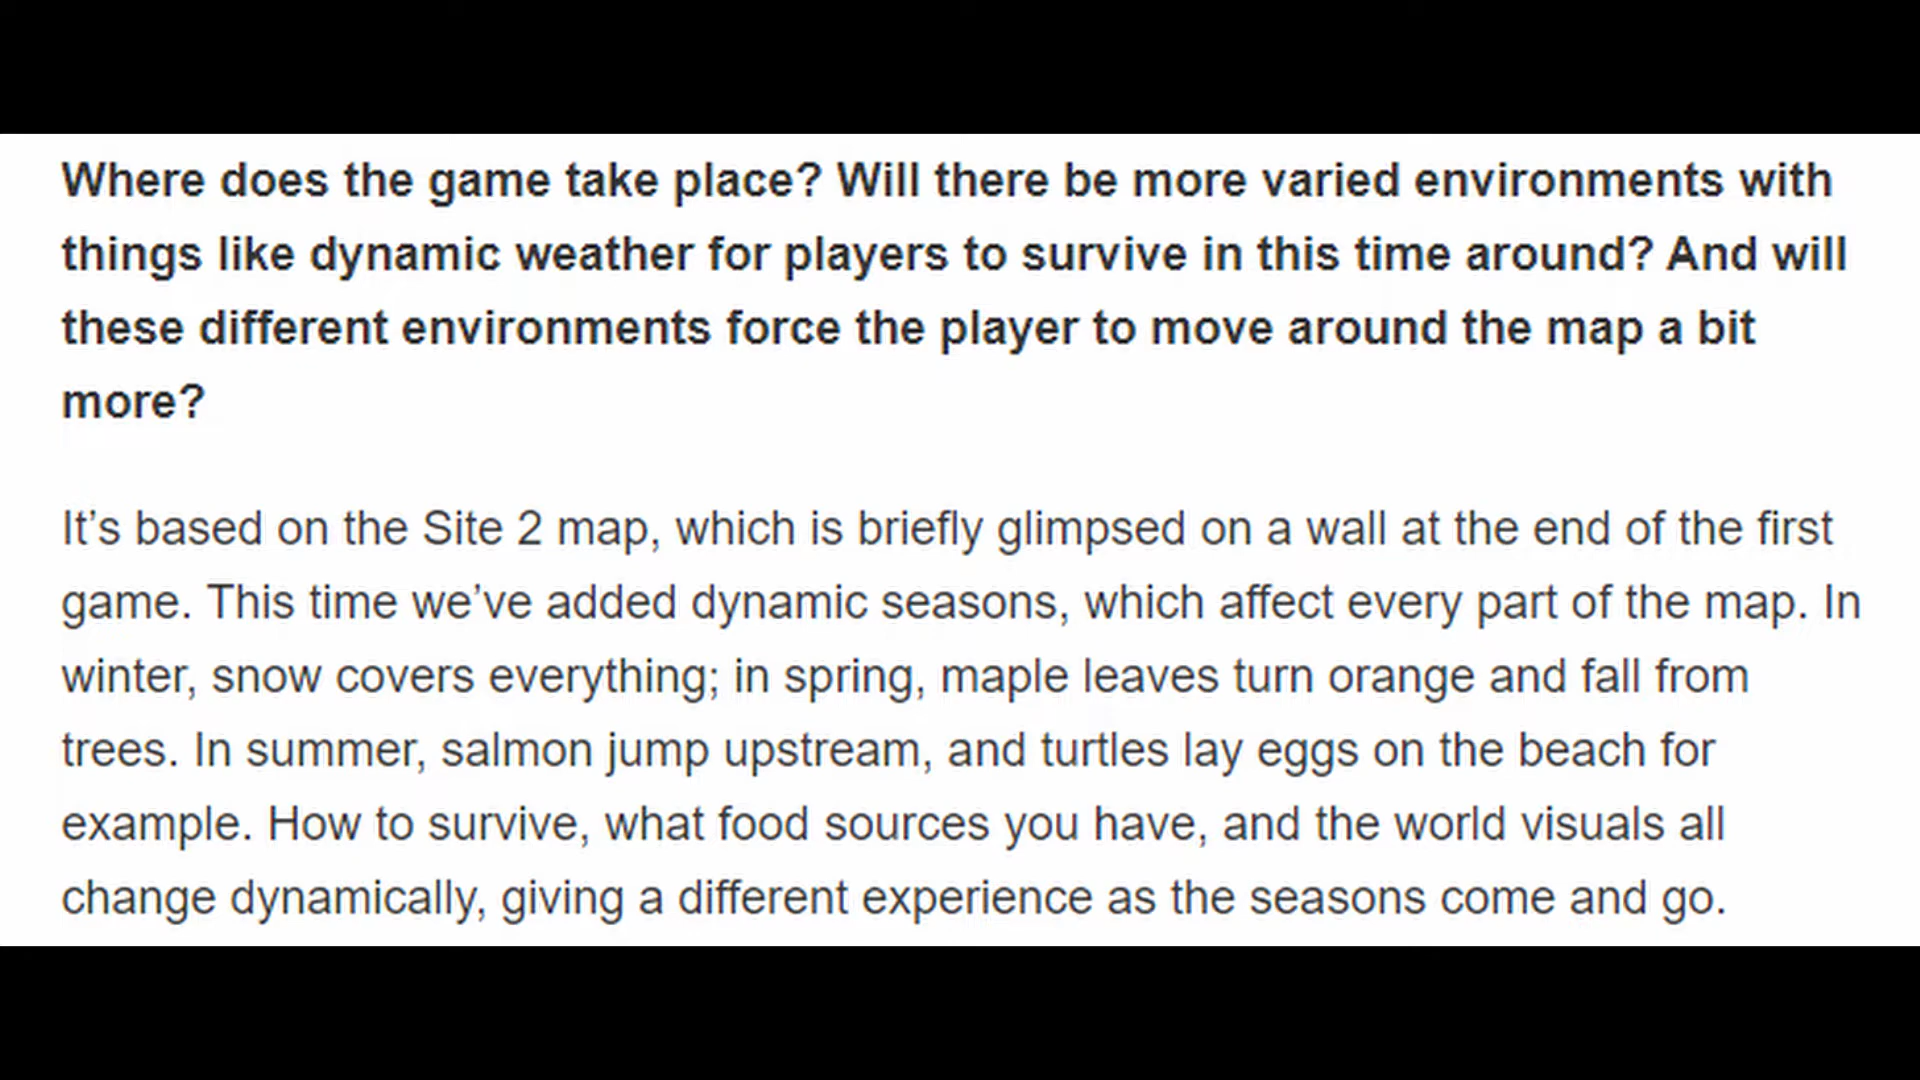 Where does the game take place? Will there be more varied environments with
things like dynamic weather for players to survive in this time around? And will
these different environments force the player to move around the map a bit
more?
It’s based on the Site 2 map, which is briefly glimpsed on a wall at the end of the first
game. This time we’ve added dynamic seasons, which affect every part of the map. In
winter, snow covers everything; in spring, maple leaves turn orange and fall from
trees. In summer, salmon jump upstream, and turtles lay eggs on the beach for
example. How to survive, what food sources you have, and the world visuals all
change dynamically, giving a different experience as the seasons come and go.